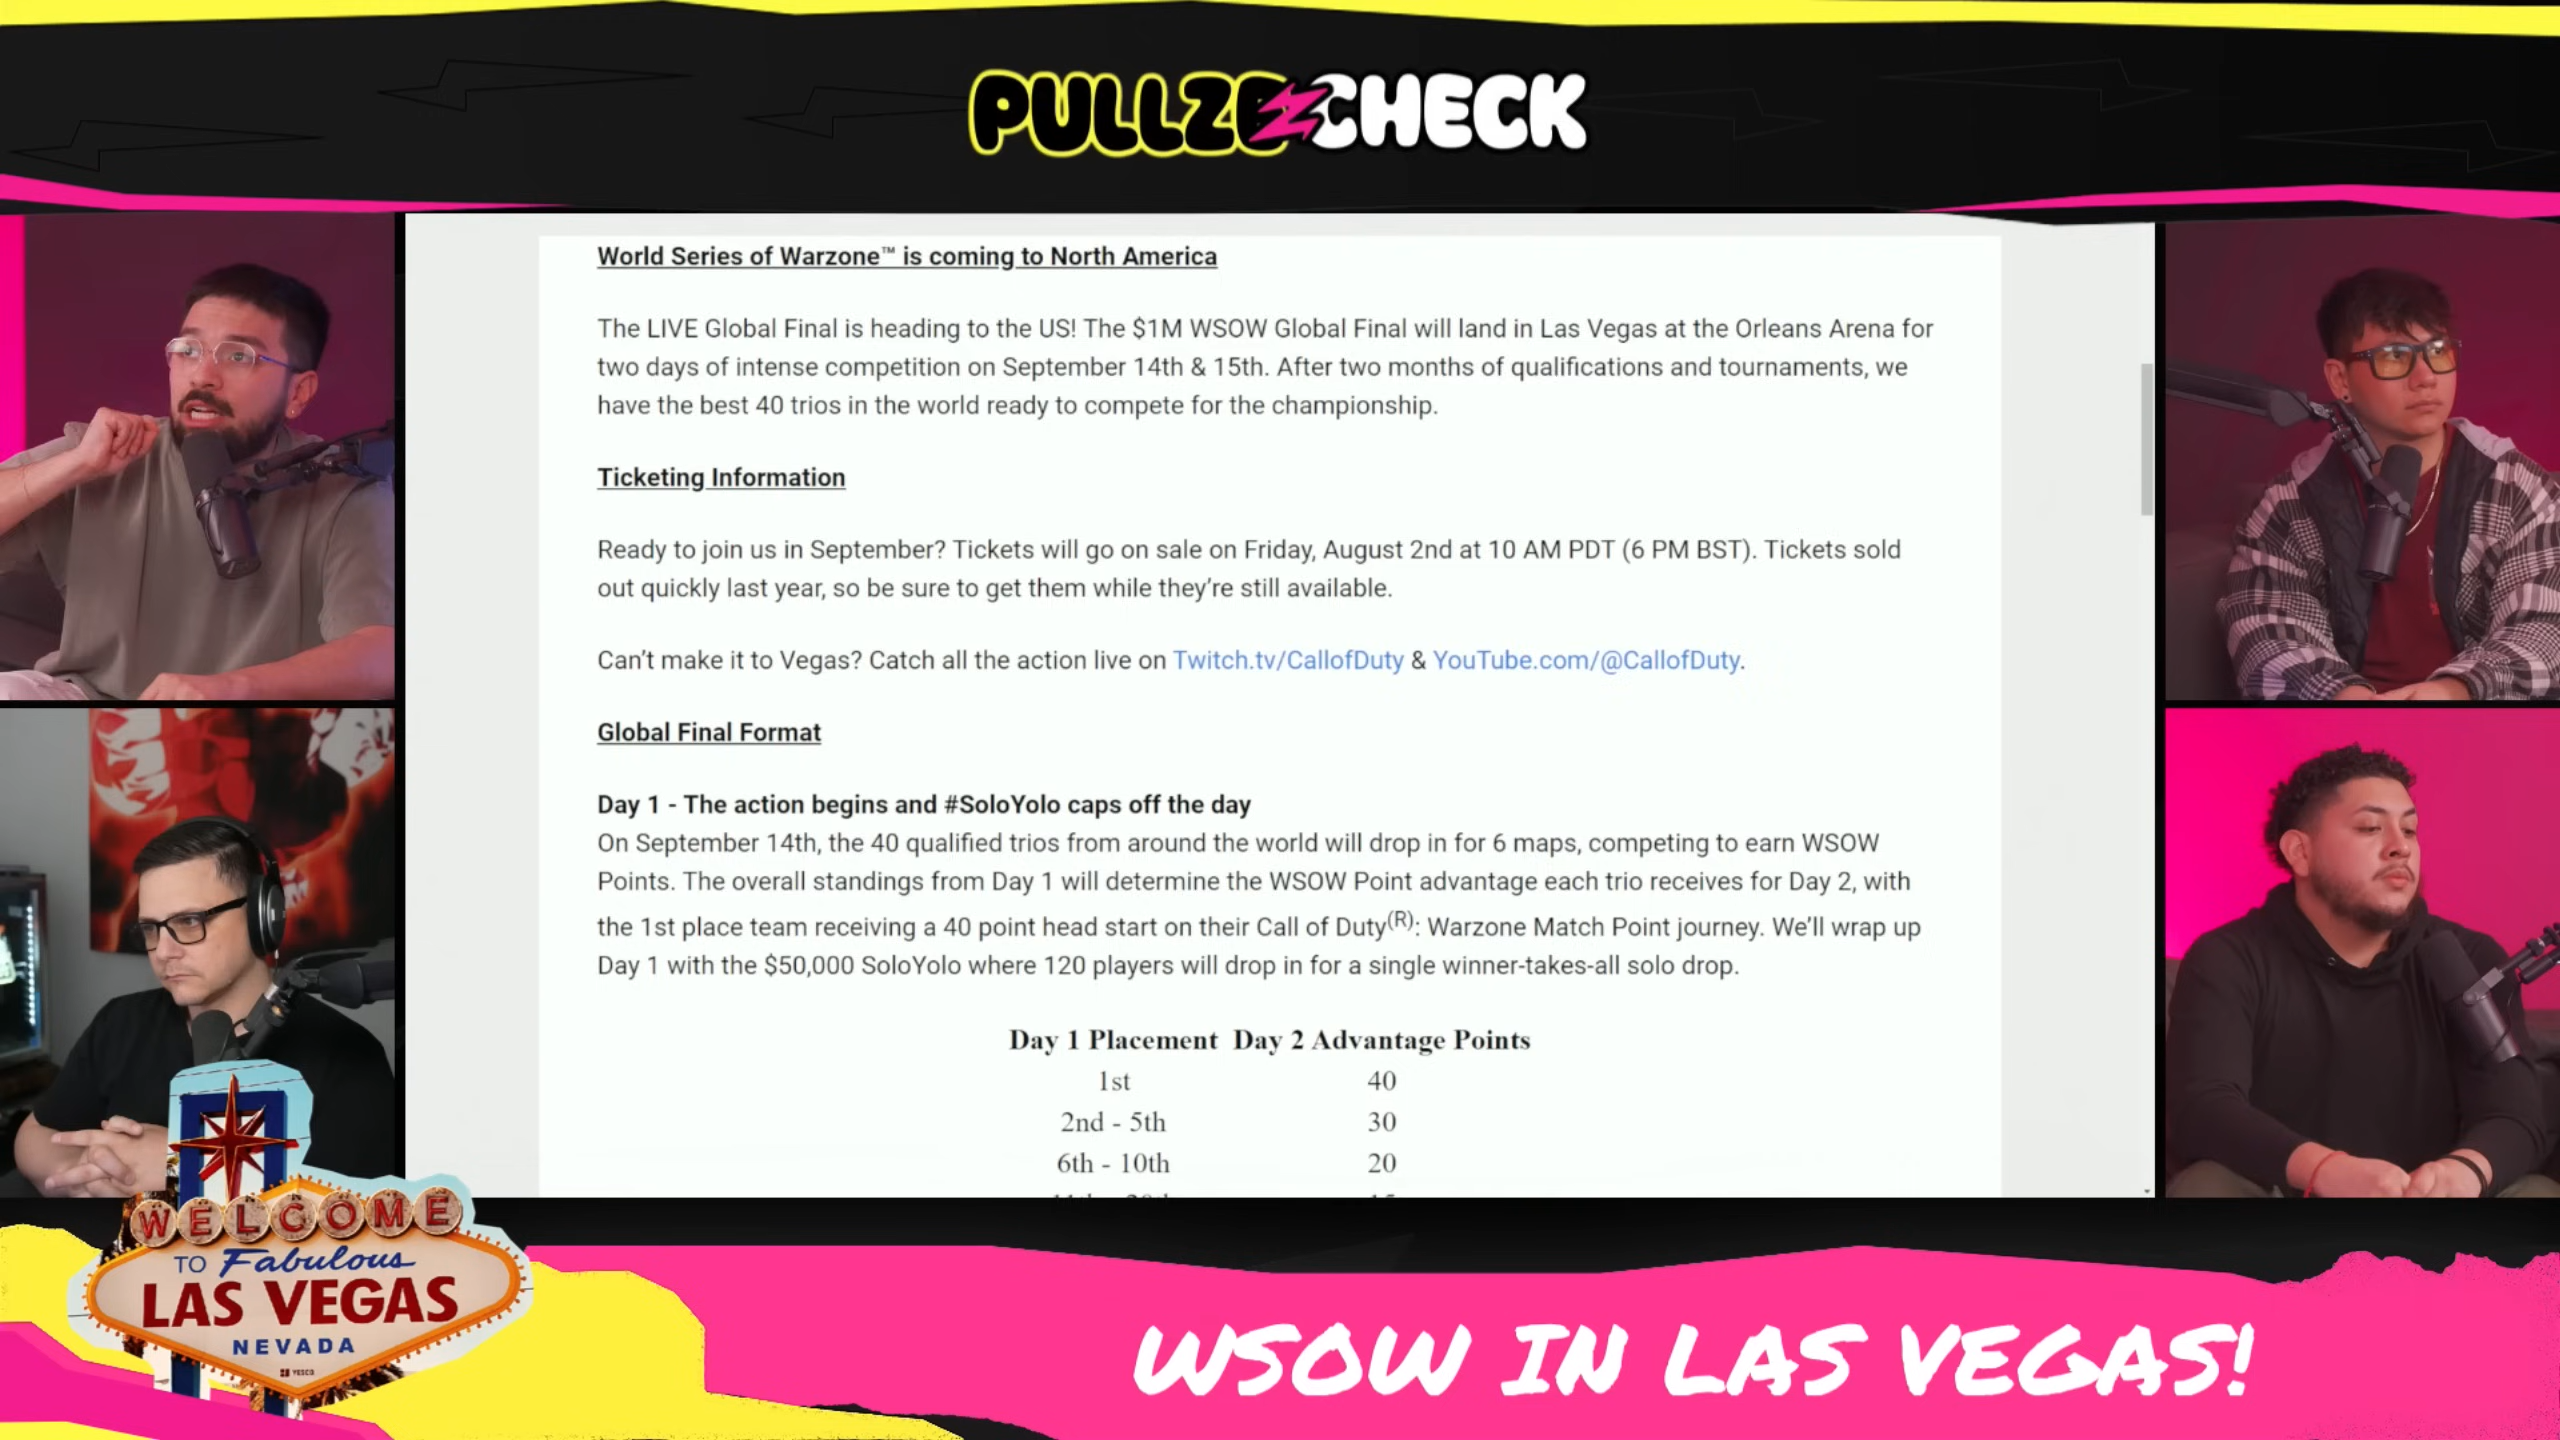 PULLZE CHECK
World Series of Warzone™ is coming to North America
The LIVE Global Final is heading to the US! The $1M WSOW Global Final will land in Las Vegas at the Orleans Arena for
two days of intense competition on September 14th & 15th. After two months of qualifications and tournaments, we
have the best 40 trios in the world ready to compete for the championship.
Ticketing Information
Ready to join us in September? Tickets will go on sale on Friday, August 2nd at 10 AM PDT (6 PM BST). Tickets sold
out quickly last year, so be sure to get them while they’re still available.
Can’t make it to Vegas? Catch all the action live on Twitch.tv/CallofDuty & YouTube.com/@CallofDuty.
Global Final Format
Day 1 - The action begins and #SoloYolo caps off the day
On September 14th, the 40 qualified trios from around the world will drop in for 6 maps, competing to earn WSOW
Points. The overall standings from Day 1 will determine the WSOW Point advantage each trio receives for Day 2, with
the 1st place team receiving a 40 point head start on their Call of Duty(R): Warzone Match Point journey. We’ll wrap up
Day 1 with the $50,000 SoloYolo where 120 players will drop in for a single winner-takes-all solo drop.
Day 1 Placement Day 2 Advantage Points
1st 40
2nd - 5th 30
6th - 10th 20
WELCOME
TO Fabulous
LAS VEGAS
NEVADA
YESCO
WSOW IN LAS VEGAS!